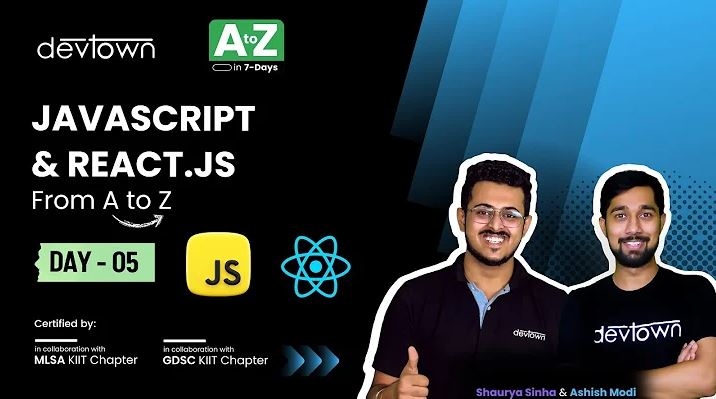 devtown
AtoZ
in 7-Days
JAVASCRIPT
& REACT.JS
From A to Z
DAY - 05
JS
Certified by:
in collaboration with
MLSA KIIT Chapter
in collaboration with
GDSC KIIT Chapter
devtown
devtown
Shaurya Sinha & Ashish Modi